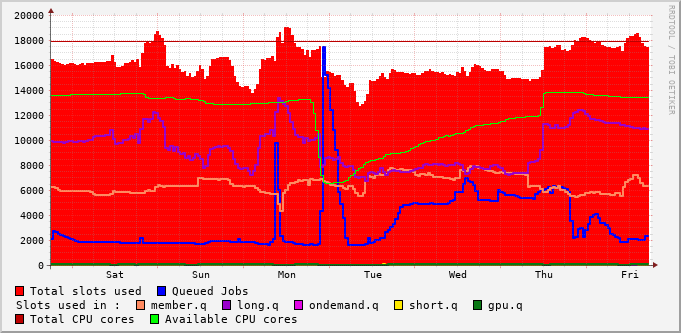 20000
18000
16000
14000
12000
10000
8000
6000
4000
2000
0
Sat Sun Mon Tue Wed Thu Fri
RRDTOOL / TOBI OETIKER
Total slots used Queued Jobs
Slots used in : member.q long.q ondemand.q short.q gpu.q
Total CPU cores Available CPU cores